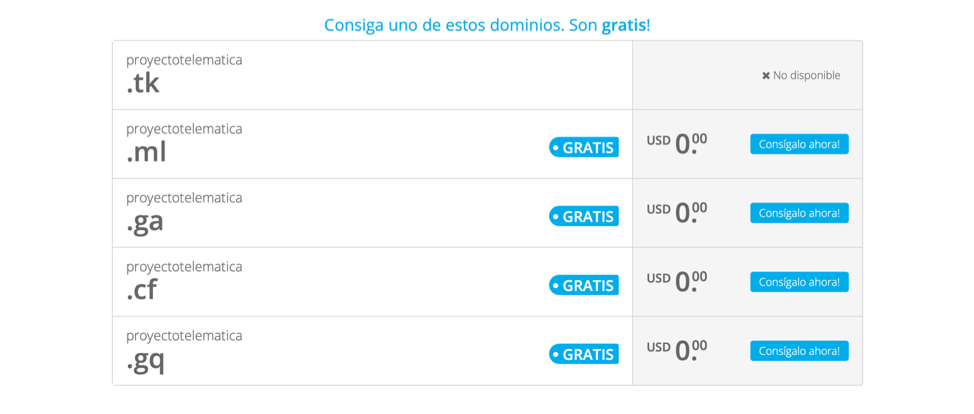 Consiga uno de estos dominios. Son gratis!
proyectotelematica
.tk
✖ No disponible
proyectotelematica
.ml
GRATIS
USD 0.00
Consígalo ahora!
proyectotelematica
.ga
GRATIS
USD 0.00
Consígalo ahora!
proyectotelematica
.cf
GRATIS
USD 0.00
Consígalo ahora!
proyectotelematica
.gq
GRATIS
USD 0.00
Consígalo ahora!